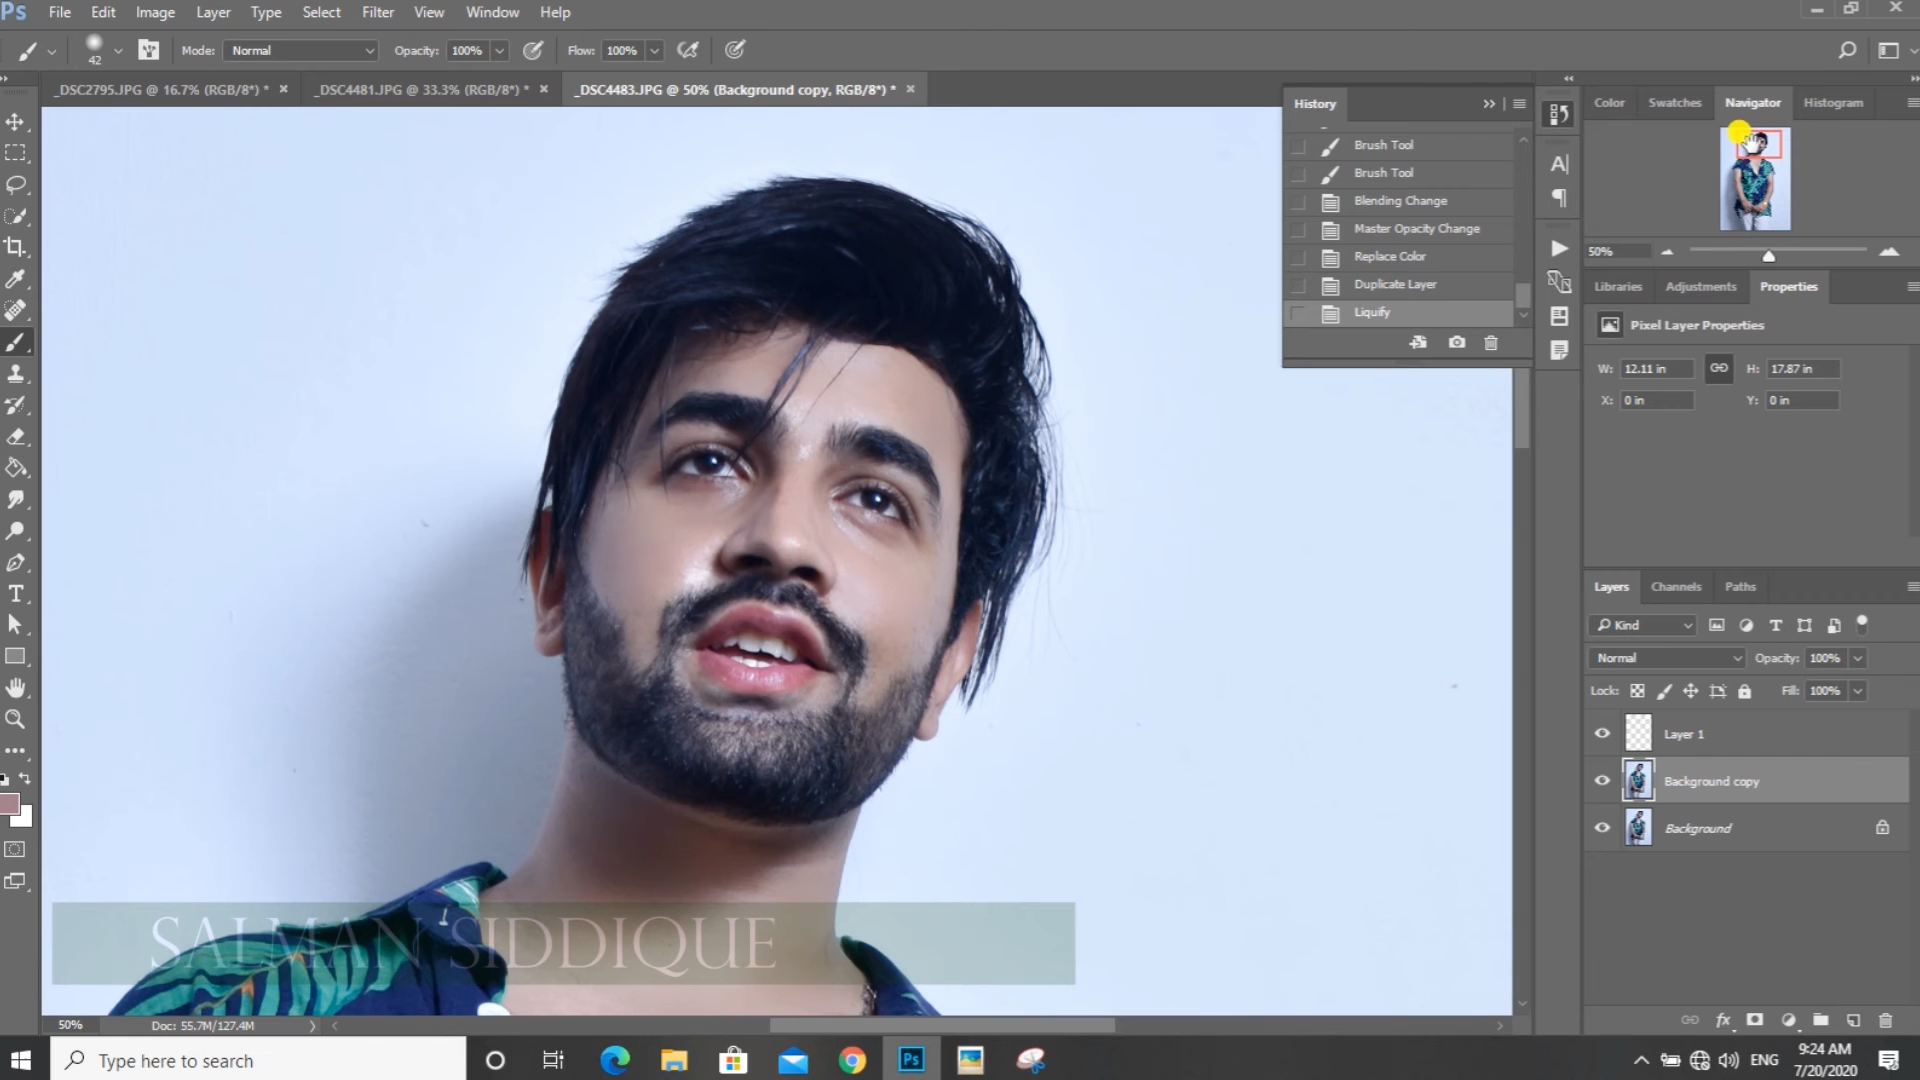 Ps File Edit Image Layer Type Select Filter View Window Help
42 Mode: Normal Opacity: 100% Flow: 100%
_DSC2795.JPG @ 16.7% (RGB/8*) * × _DSC4481.JPG @ 33.3% (RGB/8*) * × _DSC4483.JPG @ 50% (Background copy, RGB/8*) * ×
History
Brush Tool
Brush Tool
Blending Change
Master Opacity Change
Replace Color
Duplicate Layer
Liquify
Color Swatches Navigator Histogram
50%
Libraries Adjustments Properties
Pixel Layer Properties
W: 12.11 in H: 17.87 in
X: 0 in Y: 0 in
Layers Channels Paths
Kind
Normal Opacity: 100%
Lock: Fill: 100%
Layer 1
Background copy
Background
fx
SALMAN SIDDIQUE
50% Doc: 55.7M/127.4M
Type here to search
Ps
ENG
9:24 AM
7/20/2020